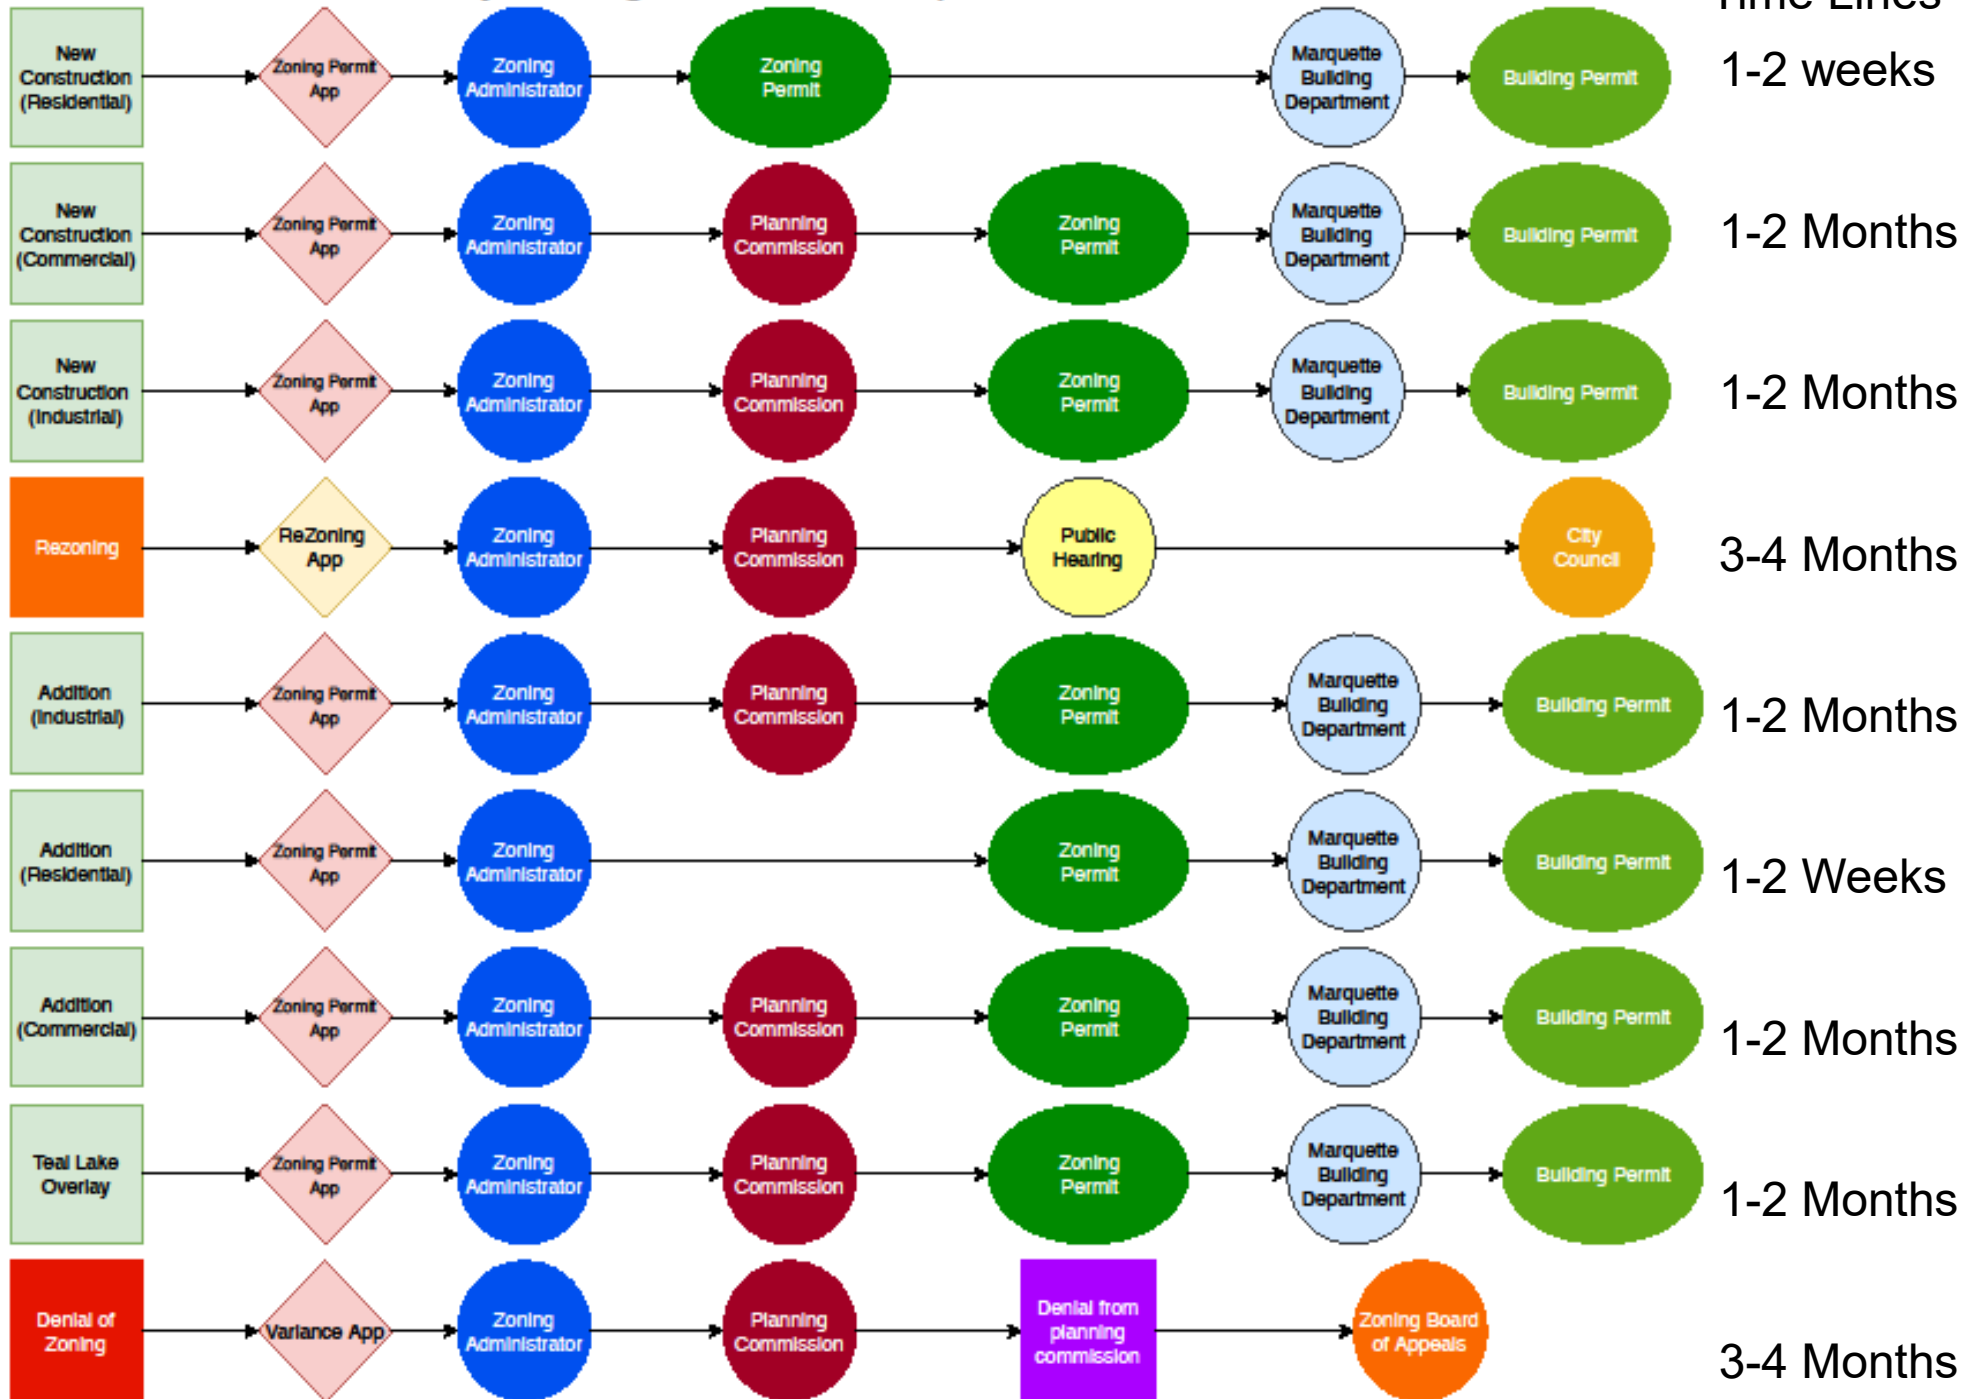 Time Lines
New
Construction
(Residential)
Zoning Permit
App
Zoning
Administrator
Zoning
Permit
Marquette
Building
Department
Building Permit
1-2 weeks
New
Construction
(Commercial)
Zoning Permit
App
Zoning
Administrator
Planning
Commission
Zoning
Permit
Marquette
Building
Department
Building Permit
1-2 Months
New
Construction
(Industrial)
Zoning Permit
App
Zoning
Administrator
Planning
Commission
Zoning
Permit
Marquette
Building
Department
Building Permit
1-2 Months
Rezoning
ReZoning
App
Zoning
Administrator
Planning
Commission
Public
Hearing
City
Council
3-4 Months
Addition
(Industrial)
Zoning Permit
App
Zoning
Administrator
Planning
Commission
Zoning
Permit
Marquette
Building
Department
Building Permit
1-2 Months
Addition
(Residential)
Zoning Permit
App
Zoning
Administrator
Zoning
Permit
Marquette
Building
Department
Building Permit
1-2 Weeks
Addition
(Commercial)
Zoning Permit
App
Zoning
Administrator
Planning
Commission
Zoning
Permit
Marquette
Building
Department
Building Permit
1-2 Months
Teal Lake
Overlay
Zoning Permit
App
Zoning
Administrator
Planning
Commission
Zoning
Permit
Marquette
Building
Department
Building Permit
1-2 Months
Denial of
Zoning
Variance App
Zoning
Administrator
Planning
Commission
Denial from
planning
commission
Zoning Board
of Appeals
3-4 Months